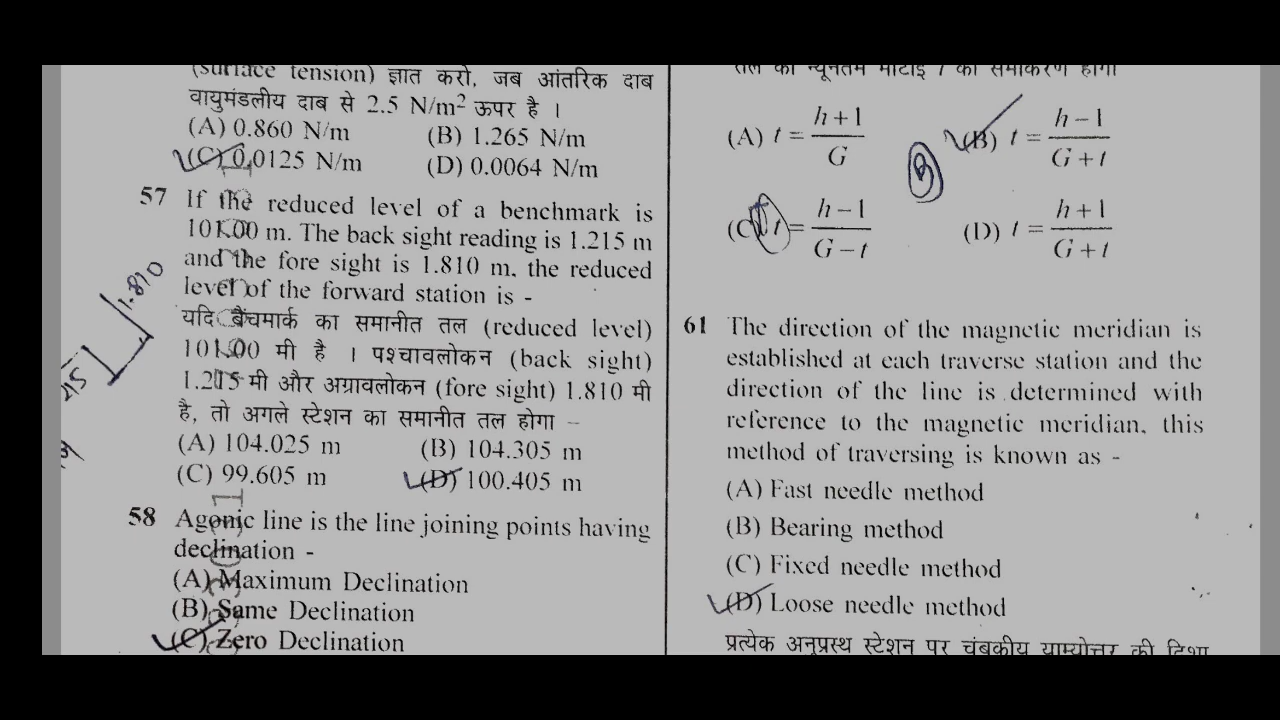 (surface tension) ज्ञात करो, जब आंतरिक दाब
वायुमंडलीय दाब से 2.5 N/m² ऊपर है ।
(A) 0.860 N/m (B) 1.265 N/m
(C) 0.0125 N/m (D) 0.0064 N/m
57 If the reduced level of a benchmark is
101.00 m. The back sight reading is 1.215 m
and the fore sight is 1.810 m, the reduced
level of the forward station is -
यदि बैंचमार्क का समानीत तल (reduced level)
101.00 मी है । पश्चावलोकन (back sight)
1.215 मी और अग्रावलोकन (fore sight) 1.810 मी
है, तो अगले स्टेशन का समानीत तल होगा –
(A) 104.025 m (B) 104.305 m
(C) 99.605 m (D) 100.405 m
1.810
58 Agonic line is the line joining points having
declination -
(A) Maximum Declination
(B) Same Declination
(C) Zero Declination
तल की न्यूनतम मोटाई t का समीकरण होगा
(A) t = (h+1)/G (B) t = (h−1)/(G+t)
(C) t = (h−1)/(G−t) (D) t = (h+1)/(G+t)
61 The direction of the magnetic meridian is
established at each traverse station and the
direction of the line is determined with
reference to the magnetic meridian, this
method of traversing is known as -
(A) Fast needle method
(B) Bearing method
(C) Fixed needle method
(D) Loose needle method
प्रत्येक अनुप्रस्थ स्टेशन पर चुंबकीय याम्योत्तर की दिशा